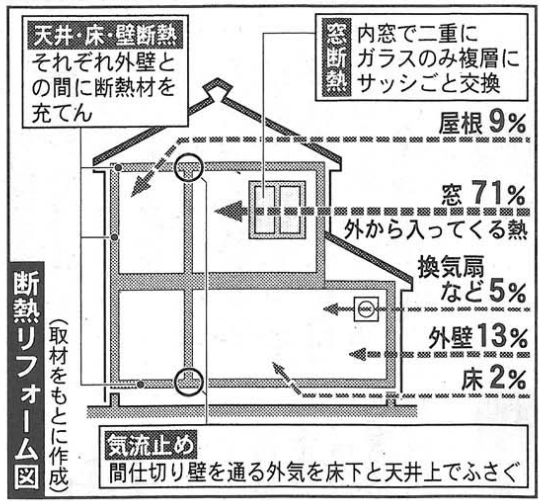 天井・床・壁断熱
それぞれ外壁と
の間に断熱材を
充てん
窓断熱
内窓で二重に
ガラスのみ複層に
サッシごと交換
屋根9%
窓71%
外から入ってくる熱
換気扇
など5%
外壁13%
床2%
断熱リフォーム図
(取材をもとに作成)
気流止め
間仕切り壁を通る外気を床下と天井上でふさぐ